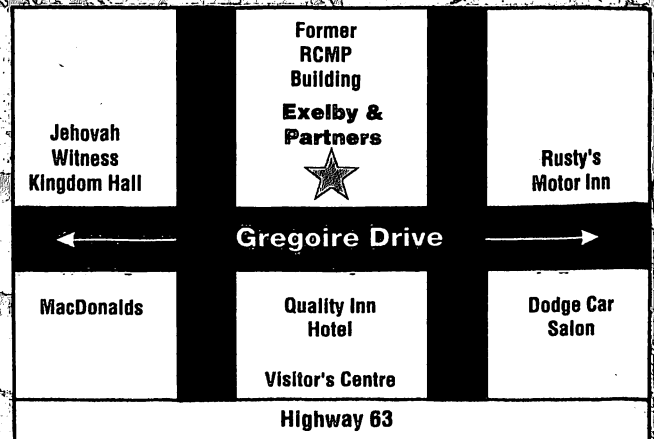 Former
RCMP
Building
Exelby &
Partners
Jehovah
Witness
Kingdom Hall
Rusty's
Motor Inn
Gregoire Drive
MacDonalds
Quality Inn
Hotel
Visitor's Centre
Dodge Car
Salon
Highway 63